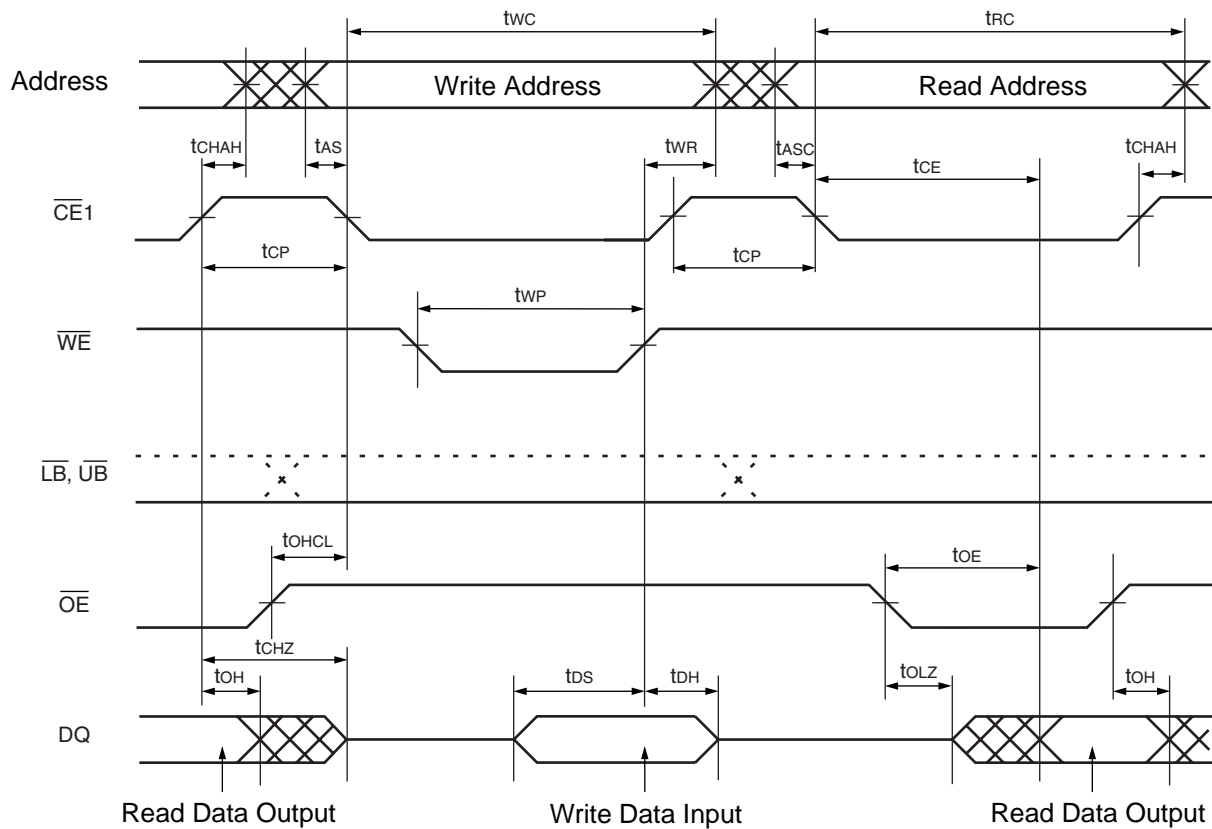 tWC tRC
Address Write Address Read Address
tCHAH tAS tWR tASC tCE tCHAH
CE1
tCP tCP
tWP
WE
LB, UB
tOHCL tOE
OE
tCHZ
tOH tDS tDH tOLZ tOH
DQ
Read Data Output Write Data Input Read Data Output